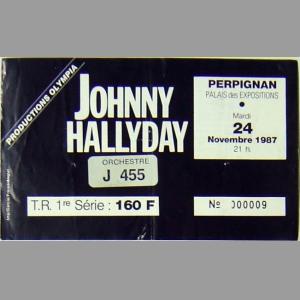 PRODUCTIONS OLYMPIA
JOHNNY
HALLYDAY
ORCHESTRE
J 455
T.R. 1re Série : 160 F
PERPIGNAN
PALAIS des EXPOSITIONS
Mardi
24
Novembre 1987
21 h.
No 000009